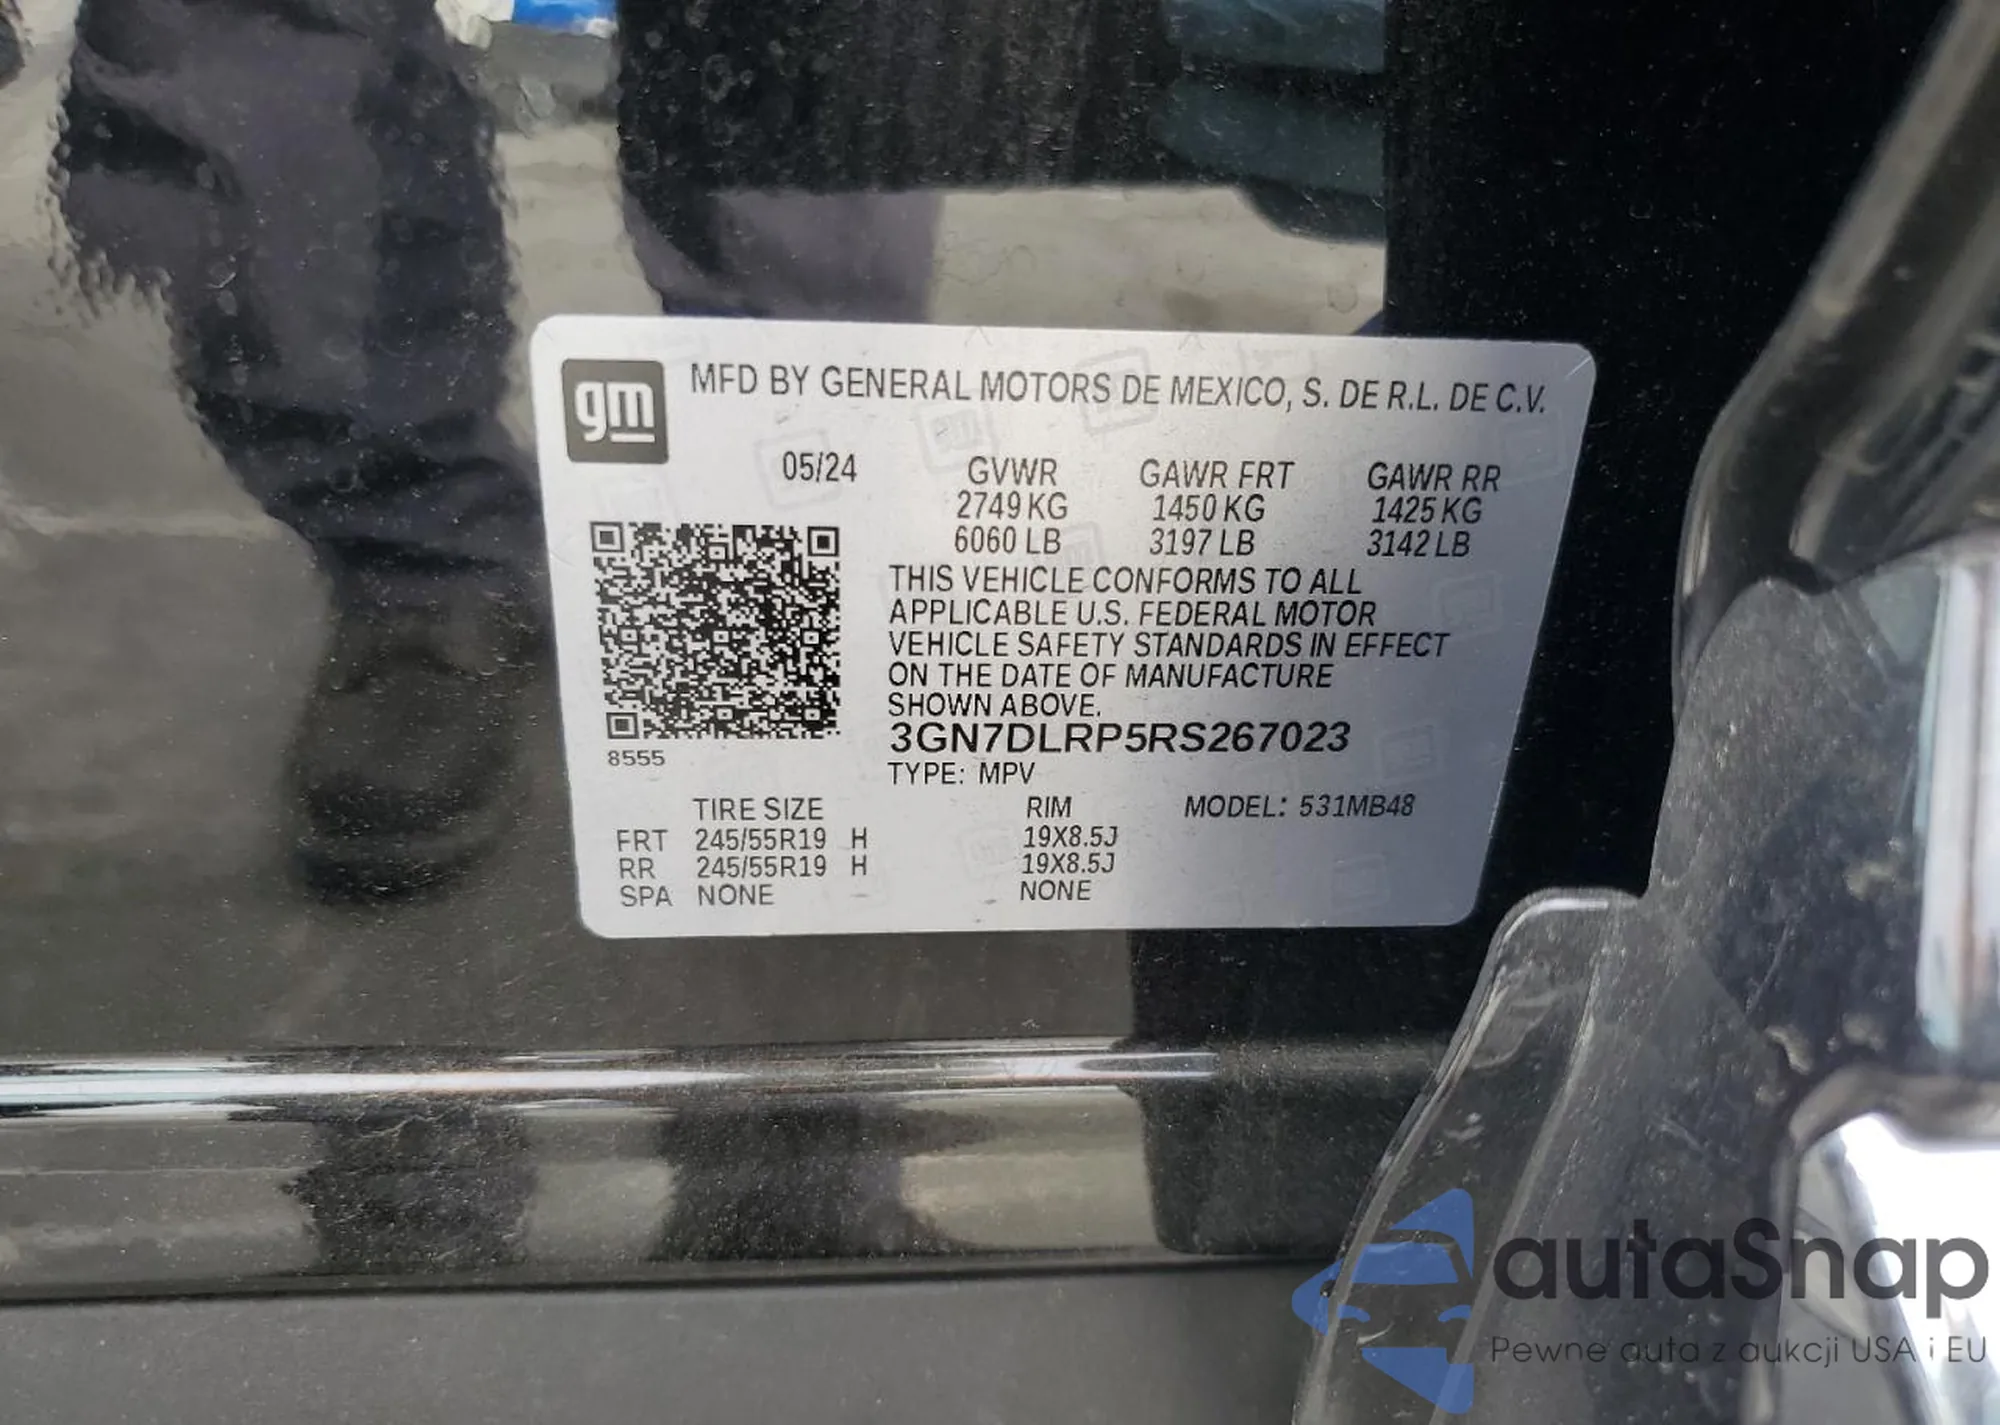 gm
MFD BY GENERAL MOTORS DE MEXICO, S. DE R.L. DE C.V.
05/24
GVWR GAWR FRT GAWR RR
2749 KG 1450 KG 1425 KG
6060 LB 3197 LB 3142 LB
THIS VEHICLE CONFORMS TO ALL
APPLICABLE U.S. FEDERAL MOTOR
VEHICLE SAFETY STANDARDS IN EFFECT
ON THE DATE OF MANUFACTURE
SHOWN ABOVE.
3GN7DLRP5RS267023
8555
TYPE: MPV
TIRE SIZE RIM MODEL: 531MB48
FRT 245/55R19 H 19X8.5J
RR 245/55R19 H 19X8.5J
SPA NONE – NONE
autaSnap
Pewne auta z aukcji USA i EU